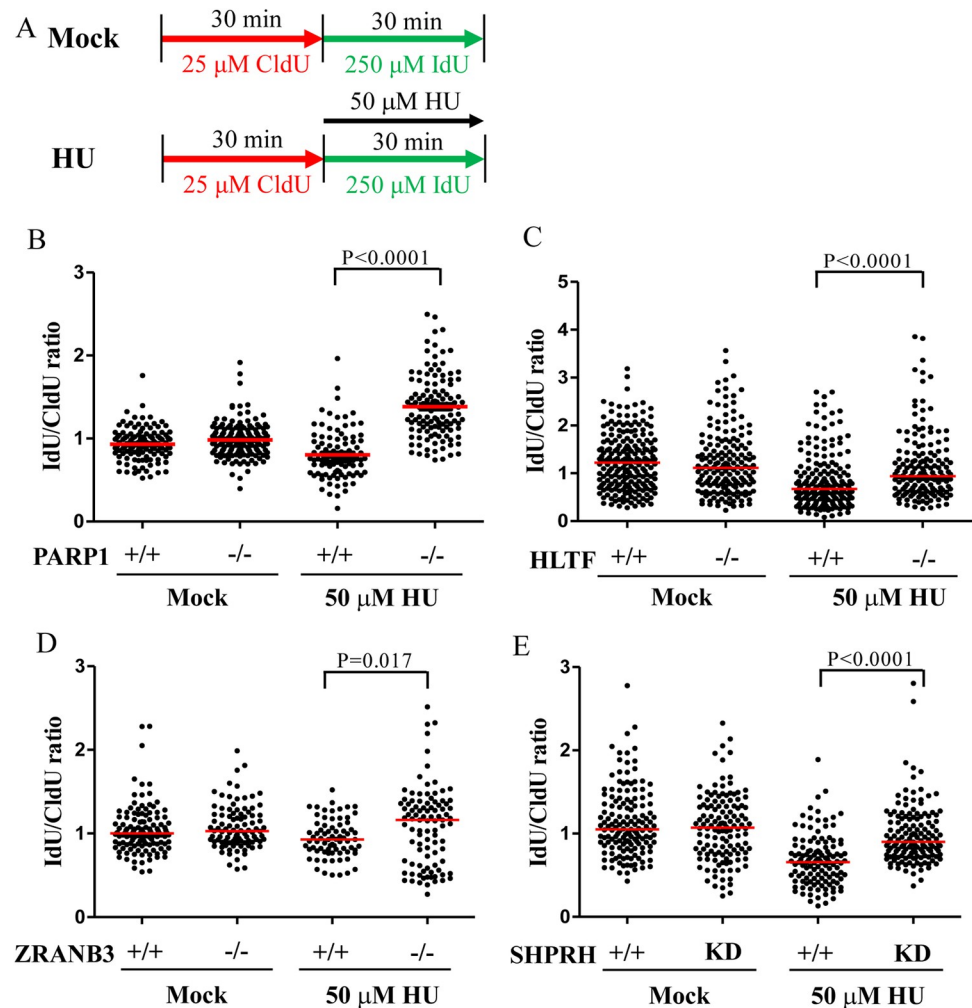 A
Mock
30 min
30 min
25 μM CldU
250 μM IdU
50 μM HU
HU
30 min
30 min
25 μM CldU
250 μM IdU
B
P<0.0001
IdU/CldU ratio
3
2
1
0
PARP1 +/+ -/- +/+ -/-
Mock 50 μM HU
C
P<0.0001
IdU/CldU ratio
5
4
3
2
1
0
HLTF +/+ -/- +/+ -/-
Mock 50 μM HU
D
P=0.017
IdU/CldU ratio
3
2
1
0
ZRANB3 +/+ -/- +/+ -/-
Mock 50 μM HU
E
P<0.0001
IdU/CldU ratio
3
2
1
0
SHPRH +/+ KD +/+ KD
Mock 50 μM HU